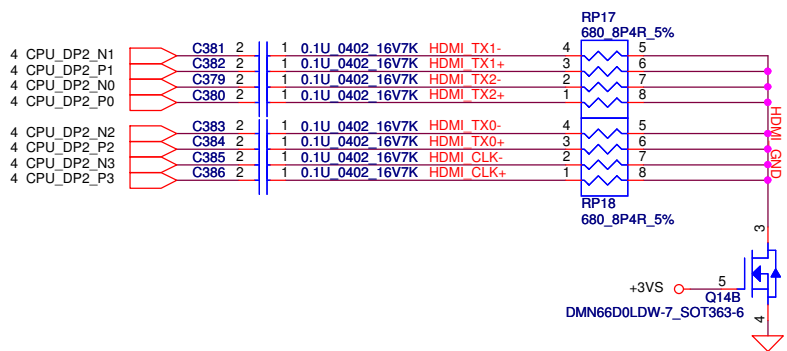 RP17
680_8P4R_5%
4 CPU_DP2_N1 C381 2 1 0.1U_0402_16V7K HDMI_TX1- 4 5
4 CPU_DP2_P1 C382 2 1 0.1U_0402_16V7K HDMI_TX1+ 3 6
4 CPU_DP2_N0 C379 2 1 0.1U_0402_16V7K HDMI_TX2- 2 7
4 CPU_DP2_P0 C380 2 1 0.1U_0402_16V7K HDMI_TX2+ 1 8
4 CPU_DP2_N2 C383 2 1 0.1U_0402_16V7K HDMI_TX0- 4 5
4 CPU_DP2_P2 C384 2 1 0.1U_0402_16V7K HDMI_TX0+ 3 6
4 CPU_DP2_N3 C385 2 1 0.1U_0402_16V7K HDMI_CLK- 2 7
4 CPU_DP2_P3 C386 2 1 0.1U_0402_16V7K HDMI_CLK+ 1 8
HDMI_GND
RP18
680_8P4R_5%
3
+3VS 5
Q14B
DMN66D0LDW-7_SOT363-6
4